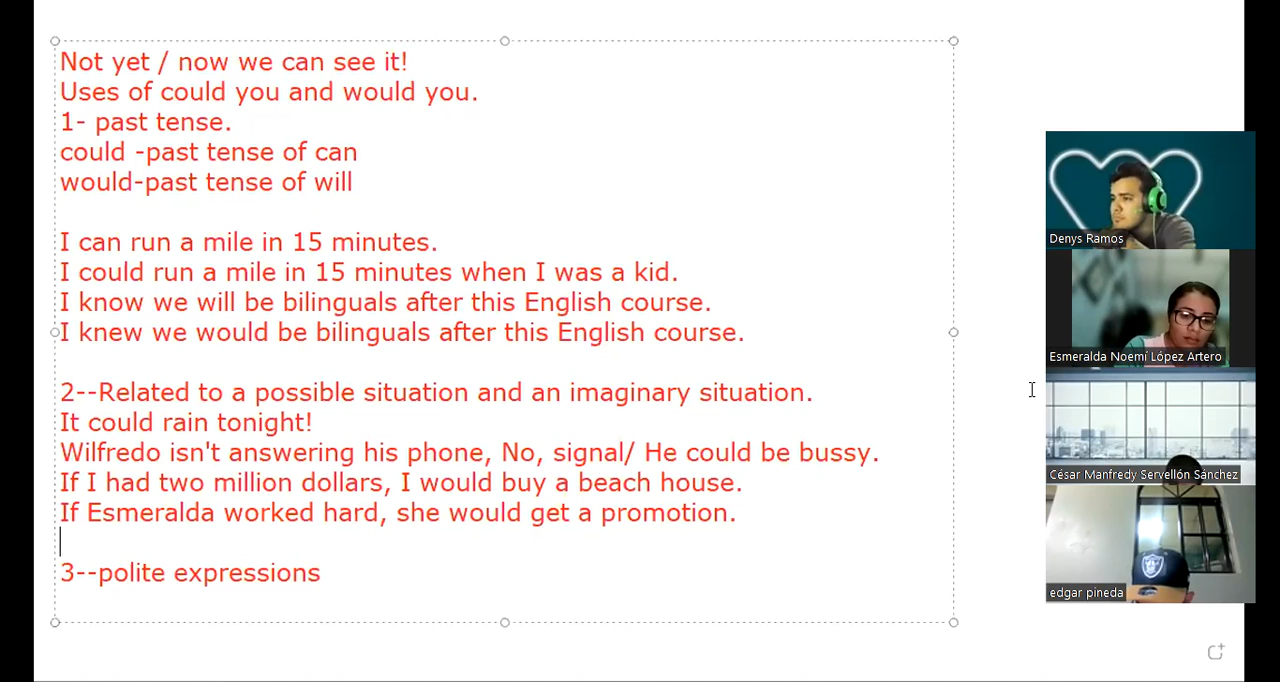 Not yet / now we can see it!
Uses of could you and would you.
1- past tense.
could -past tense of can
would-past tense of will
I can run a mile in 15 minutes.
I could run a mile in 15 minutes when I was a kid.
I know we will be bilinguals after this English course.
I knew we would be bilinguals after this English course.
2--Related to a possible situation and an imaginary situation.
It could rain tonight!
Wilfredo isn't answering his phone, No, signal/ He could be bussy.
If I had two million dollars, I would buy a beach house.
If Esmeralda worked hard, she would get a promotion.
3--polite expressions
Denys Ramos
Esmeralda Noemí López Artero
César Manfredy Servellón Sánchez
edgar pineda